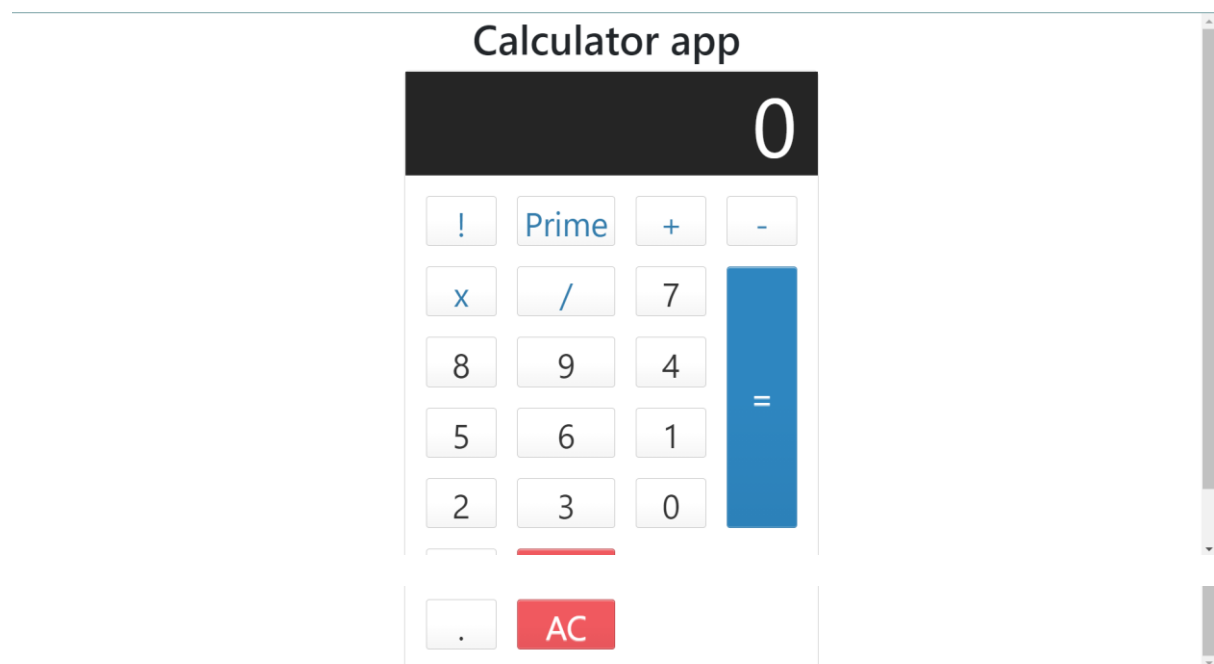 Calculator app
0
! Prime + -
x / 7
8 9 4
=
5 6 1
2 3 0
. AC